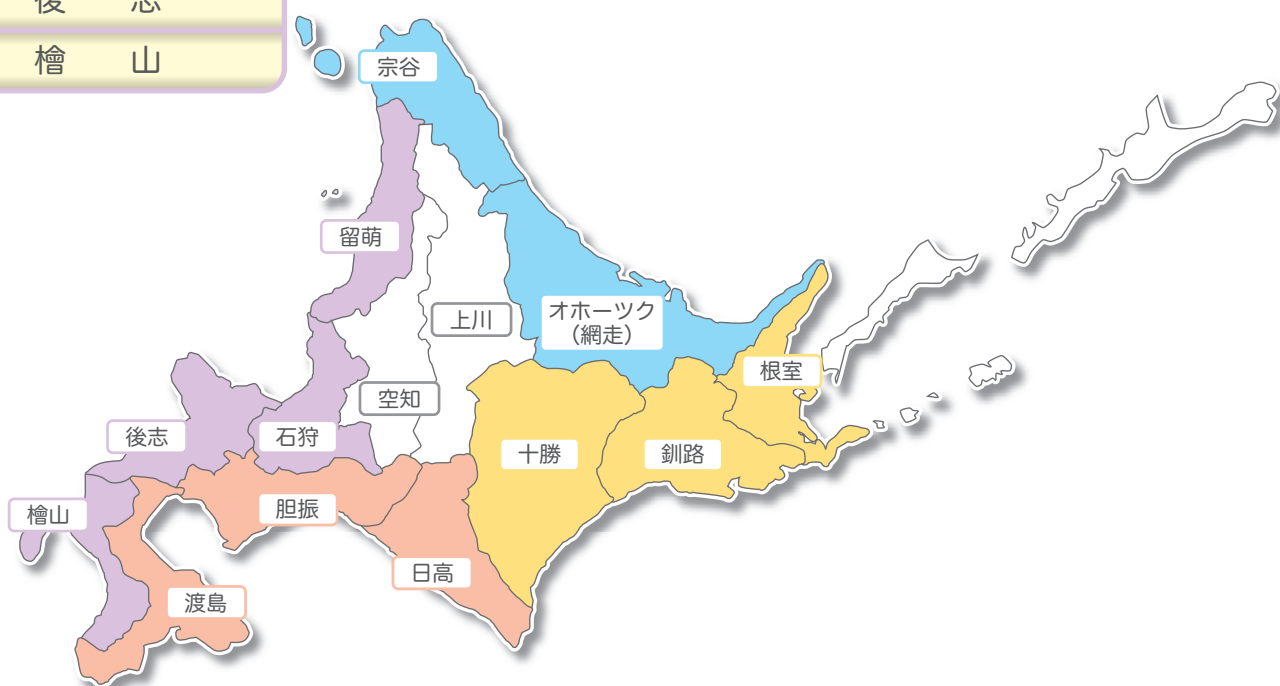 後 志
檜 山
宗谷
留萌
上川
オホーツク
（網走）
根室
空知
後志
石狩
十勝
釧路
胆振
檜山
日高
渡島